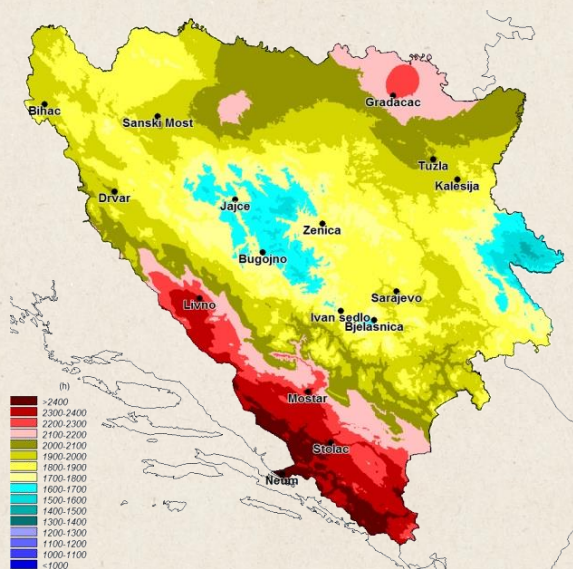 Gradacac
Bihac
Sanski Most
Tuzla
Kalesija
Drvar
Jajce
Zenica
Bugojno
Sarajevo
Livno
Ivan sedlo
Bjelasnica
(h)
Mostar
Stolac
Neum
>2400
2300-2400
2200-2300
2100-2200
2000-2100
1900-2000
1800-1900
1700-1800
1600-1700
1500-1600
1400-1500
1300-1400
1200-1300
1100-1200
1000-1100
<1000